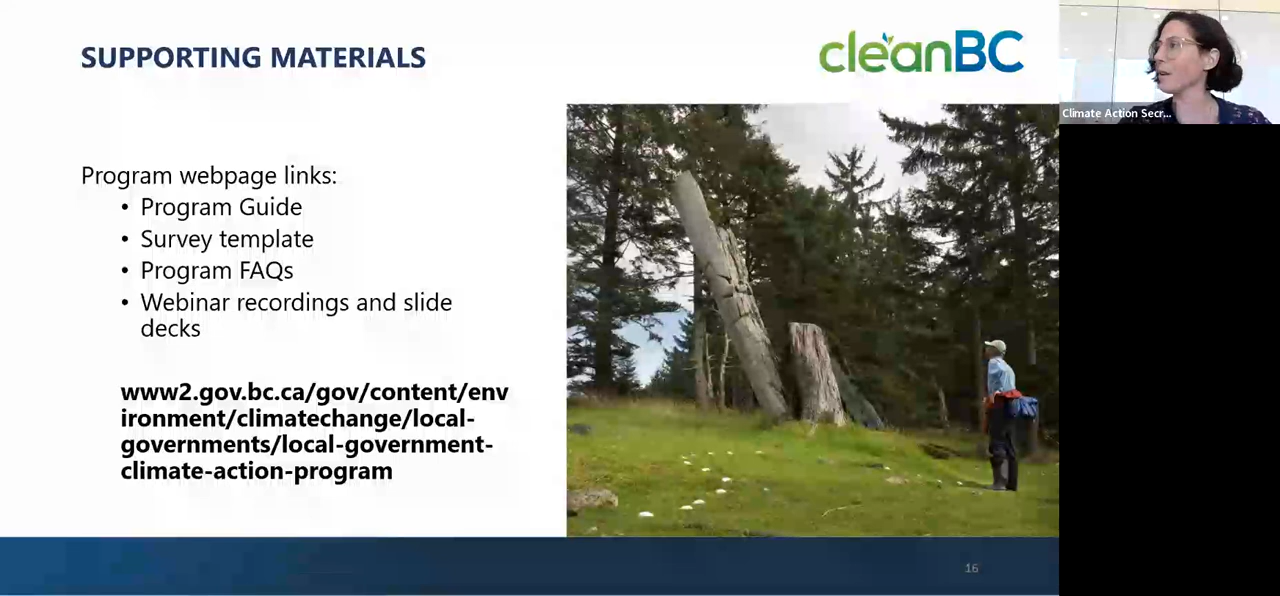 SUPPORTING MATERIALS
cleanBC
Climate Action Secr...
Program webpage links:
• Program Guide
• Survey template
• Program FAQs
• Webinar recordings and slide
decks
www2.gov.bc.ca/gov/content/env
ironment/climatechange/local-
governments/local-government-
climate-action-program
16